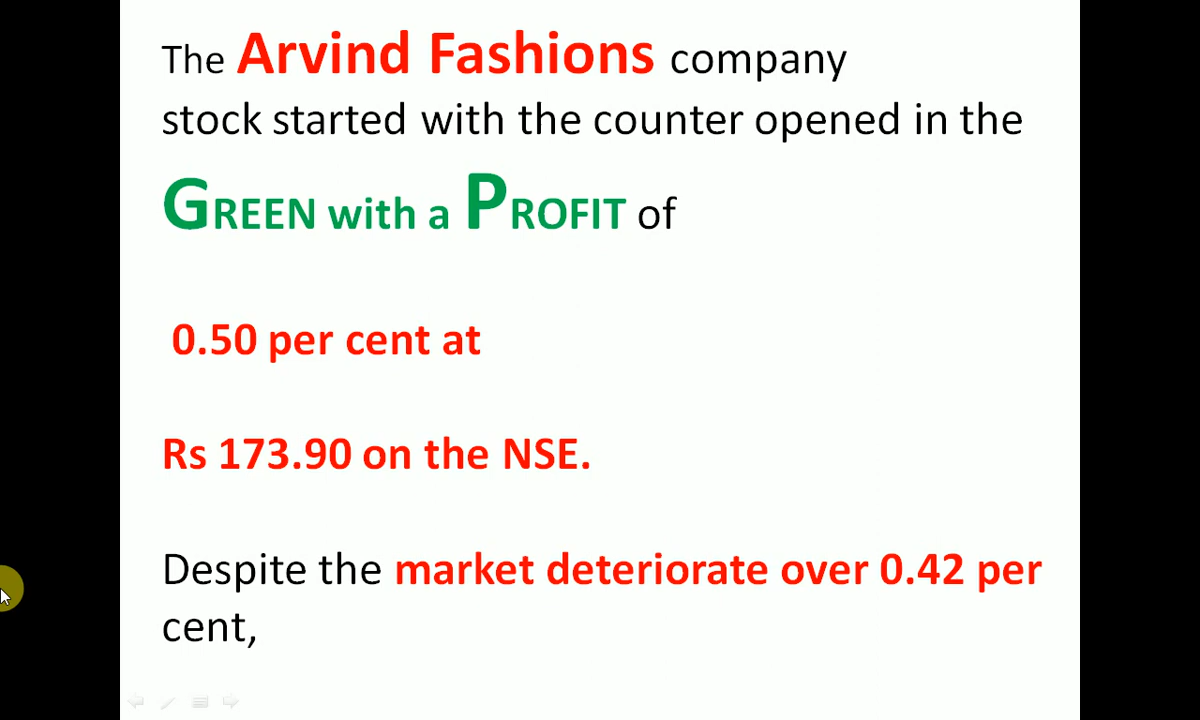 The Arvind Fashions company
stock started with the counter opened in the
GREEN with a PROFIT of
0.50 per cent at
Rs 173.90 on the NSE.
Despite the market deteriorate over 0.42 per
cent,